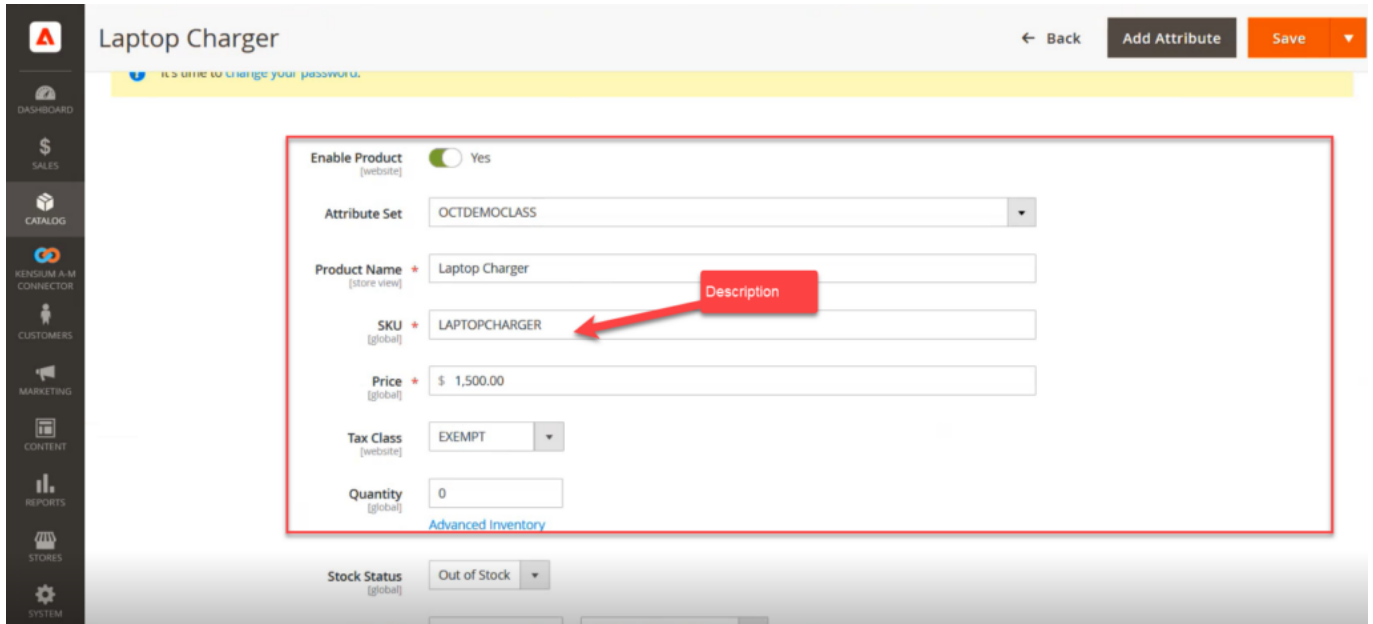 Laptop Charger
← Back
Add Attribute
Save
It's time to change your password.
DASHBOARD
SALES
CATALOG
KENSIUM A-M
CONNECTOR
CUSTOMERS
MARKETING
CONTENT
REPORTS
STORES
SYSTEM
Enable Product
[website]
Yes
Attribute Set
OCTDEMOCLASS
Product Name *
[store view]
Laptop Charger
Description
SKU *
[global]
LAPTOPCHARGER
Price *
[global]
$ 1,500.00
Tax Class
[website]
EXEMPT
Quantity
[global]
0
Advanced Inventory
Stock Status
[global]
Out of Stock